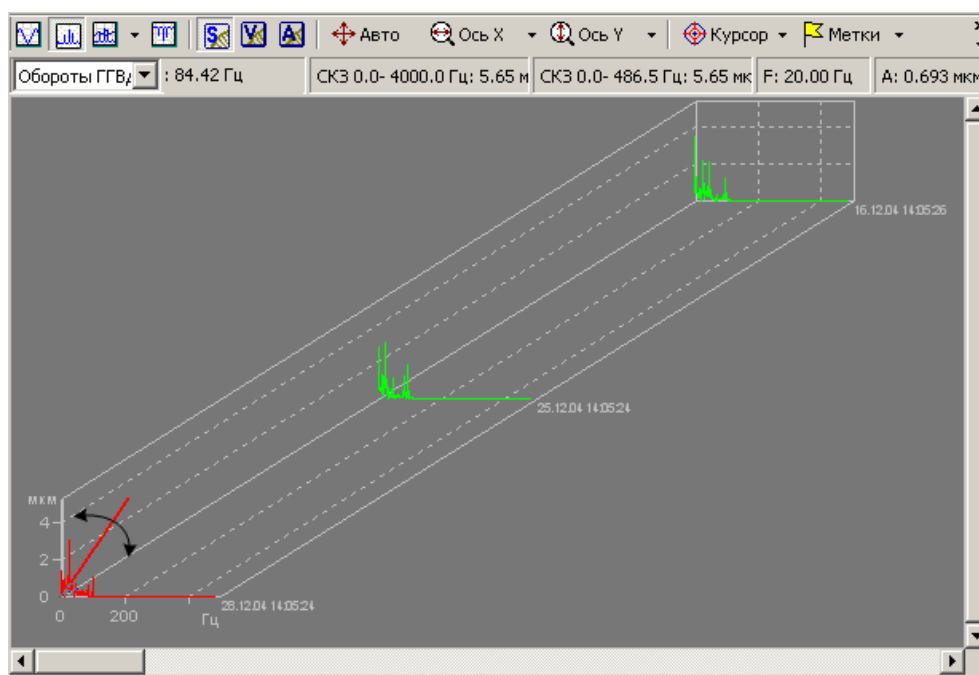 Авто Ось X Ось Y Курсор Метки
Обороты ГГВД : 84.42 Гц СКЗ 0.0- 4000.0 Гц: 5.65 м СКЗ 0.0- 486.5 Гц: 5.65 мк F: 20.00 Гц A: 0.693 мкм
16.12.04 14:05:26
25.12.04 14:05:24
мкм
4
2
0
28.12.04 14:05:24
0 200 Гц